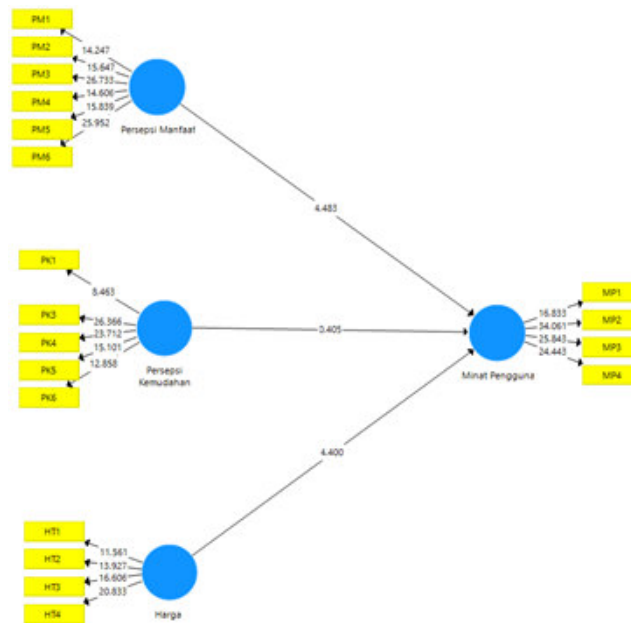 PM1
14.247
PM2
15.647
PM3
26.733
PM4
14.606
PM5
15.839
PM6
25.952
Persepsi Manfaat
4.483
PK1
8.463
PK3
26.366
PK4
23.712
PK5
15.101
PK6
12.858
Persepsi
Kemudahan
MP1
16.833
MP2
34.061
MP3
25.843
MP4
24.443
Minat Pengguna
4.400
HT1
11.561
HT2
13.927
HT3
16.606
HT4
20.833
Harga